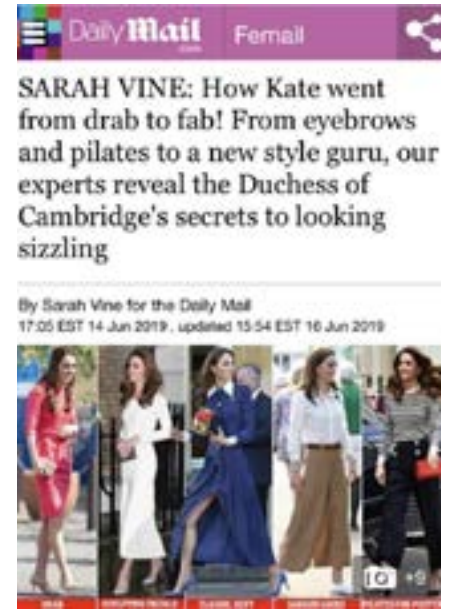 Daily Mail .com Femail
SARAH VINE: How Kate went
from drab to fab! From eyebrows
and pilates to a new style guru, our
experts reveal the Duchess of
Cambridge's secrets to looking
sizzling
By Sarah Vine for the Daily Mail
17:05 EST 14 Jun 2019, updated 15:54 EST 16 Jun 2019
+9
DRAB